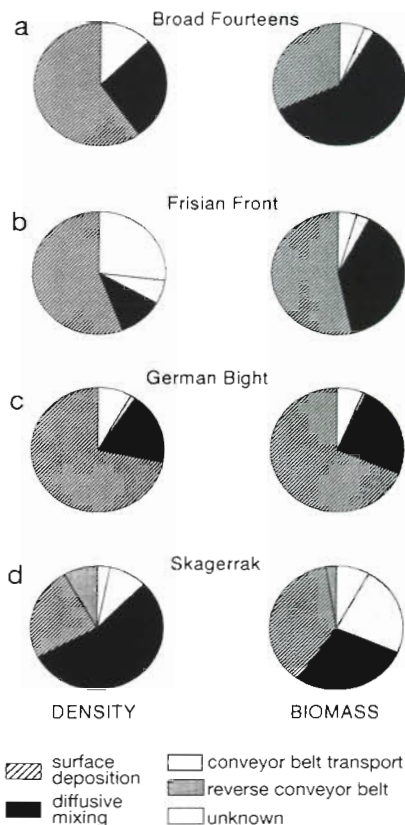 a Broad Fourteens
b Frisian Front
German Bight
c
d Skagerrak
DENSITY BIOMASS
surface deposition
diffusive mixing
conveyor belt transport
reverse conveyor belt
unknown